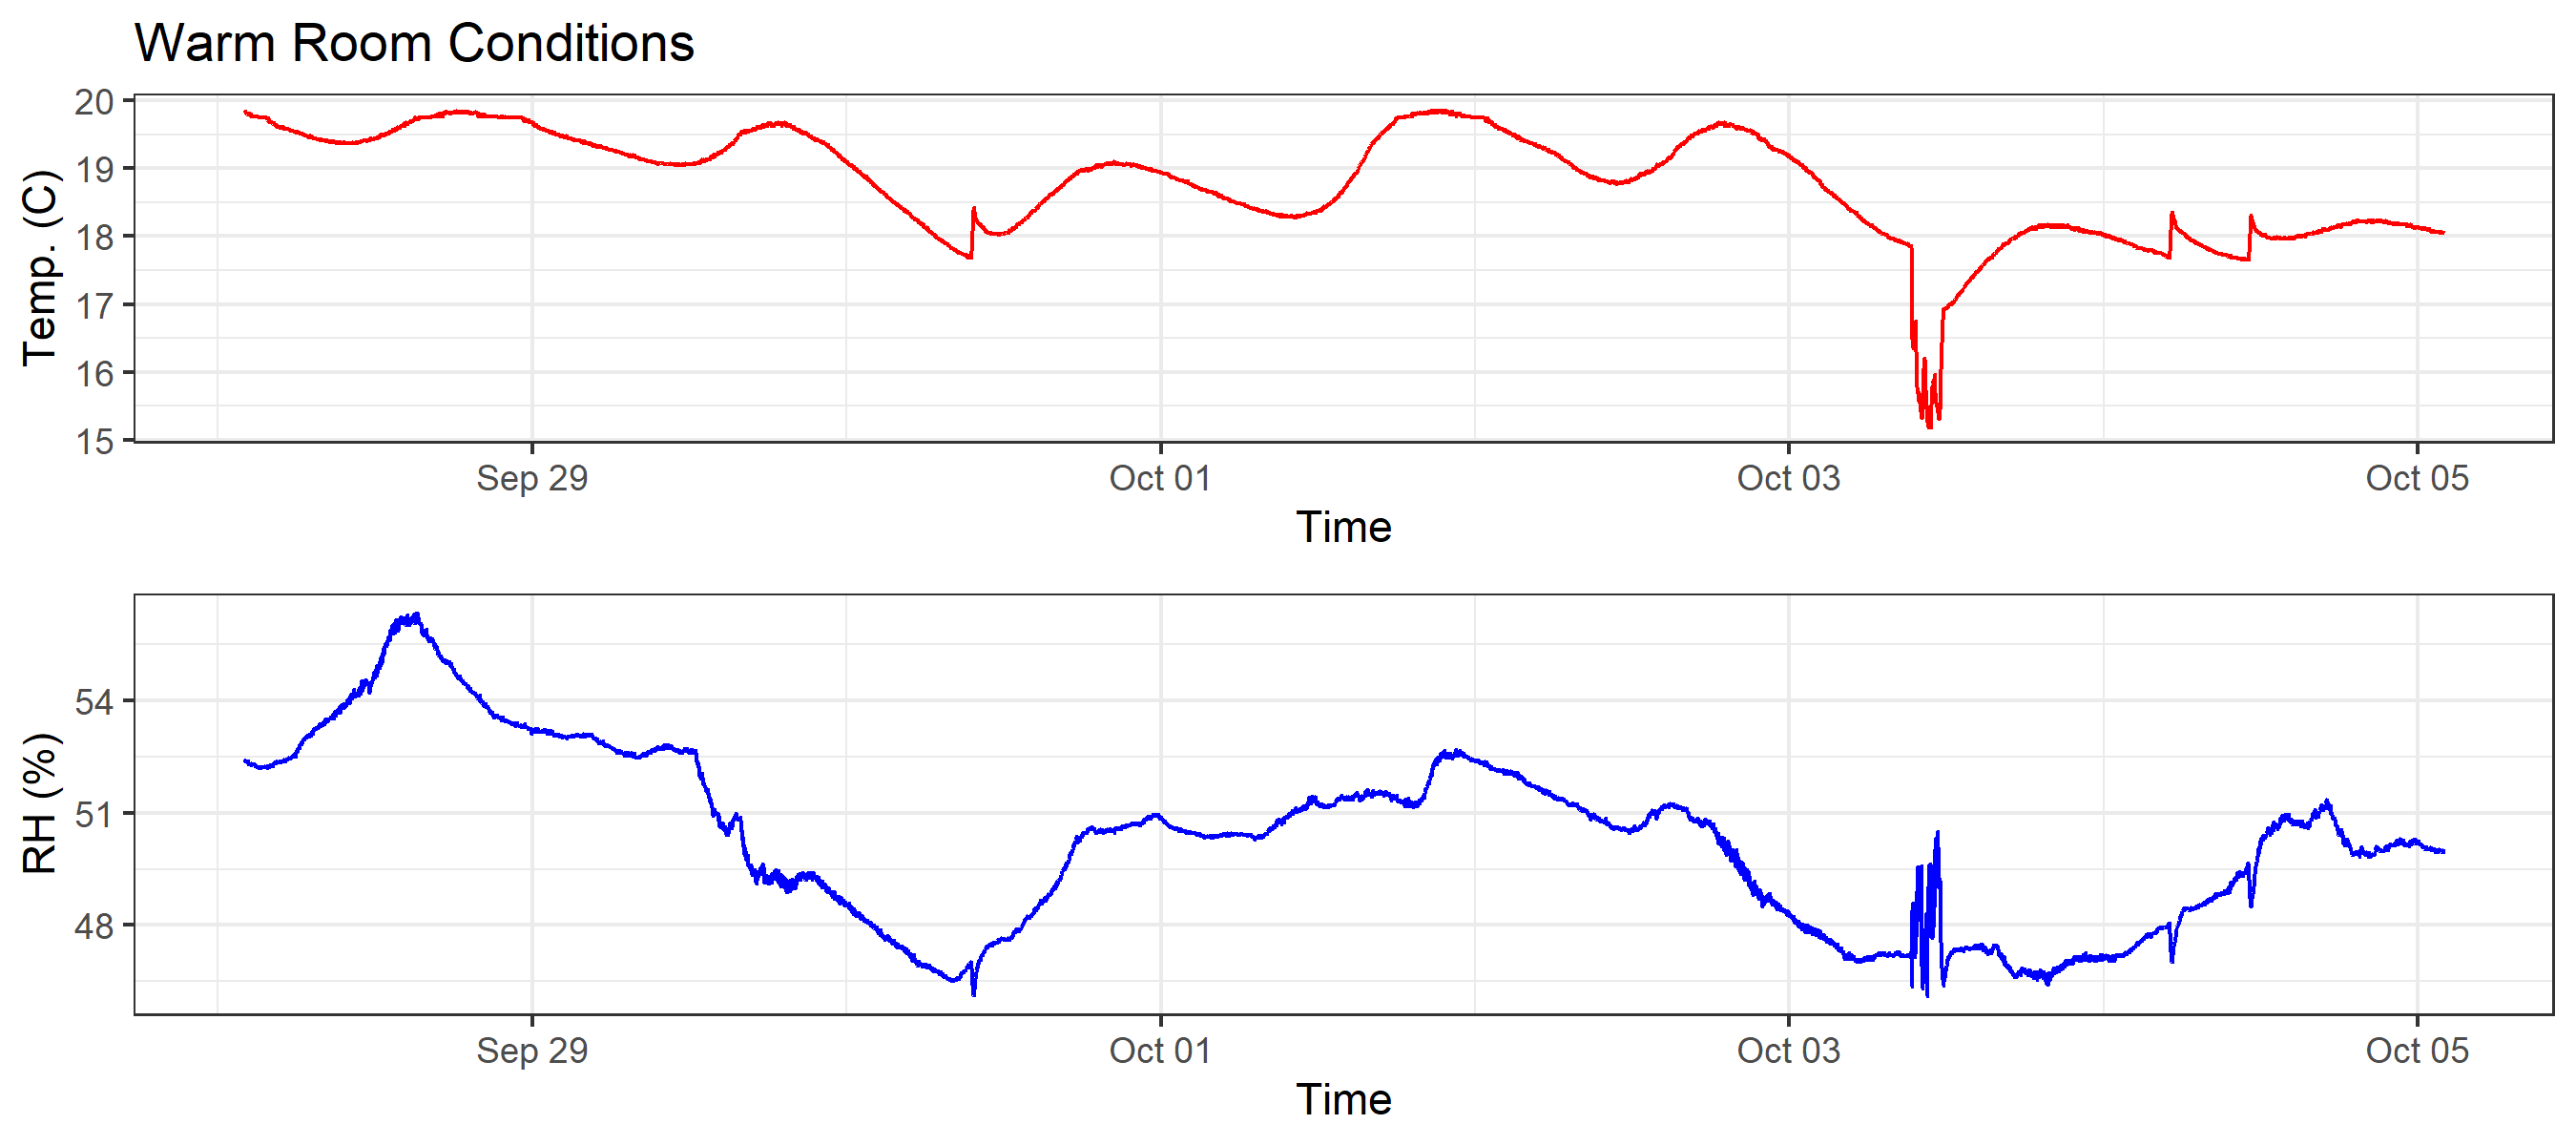 Warm Room Conditions
Temp. (C)
20
19
18
17
16
15
Sep 29 Oct 01 Oct 03 Oct 05
Time
RH (%)
54
51
48
Sep 29 Oct 01 Oct 03 Oct 05
Time